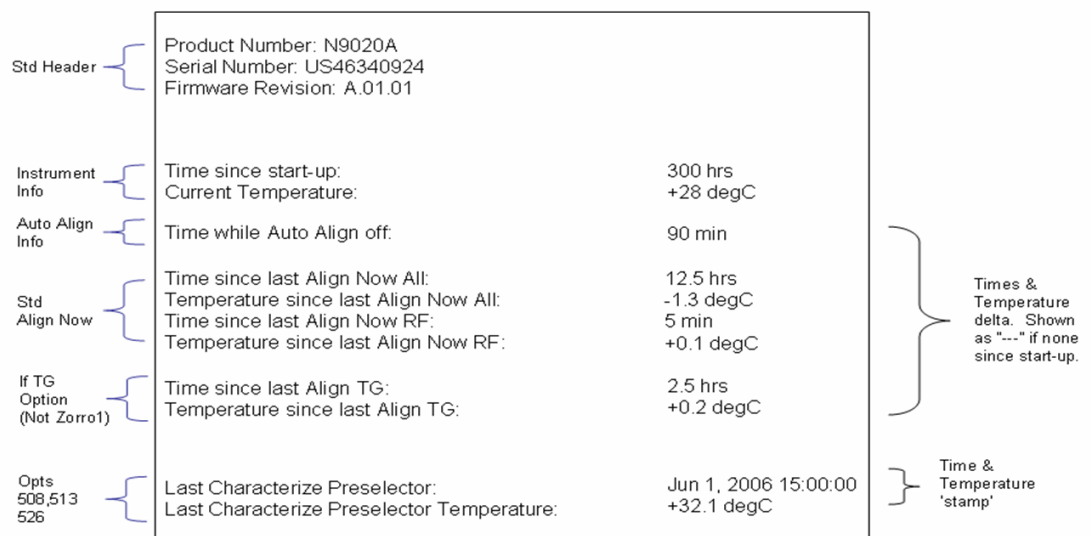 Std Header
Product Number: N9020A
Serial Number: US46340924
Firmware Revision: A.01.01
Instrument
Info
Time since start-up: 300 hrs
Current Temperature: +28 degC
Auto Align
Info
Time while Auto Align off: 90 min
Std
Align Now
Time since last Align Now All: 12.5 hrs
Temperature since last Align Now All: -1.3 degC
Time since last Align Now RF: 5 min
Temperature since last Align Now RF: +0.1 degC
Times &
Temperature
delta. Shown
as "---" if none
since start-up.
If TG
Option
(Not Zorro1)
Time since last Align TG: 2.5 hrs
Temperature since last Align TG: +0.2 degC
Opts
508,513
526
Last Characterize Preselector: Jun 1, 2006 15:00:00
Last Characterize Preselector Temperature: +32.1 degC
Time &
Temperature
'stamp'